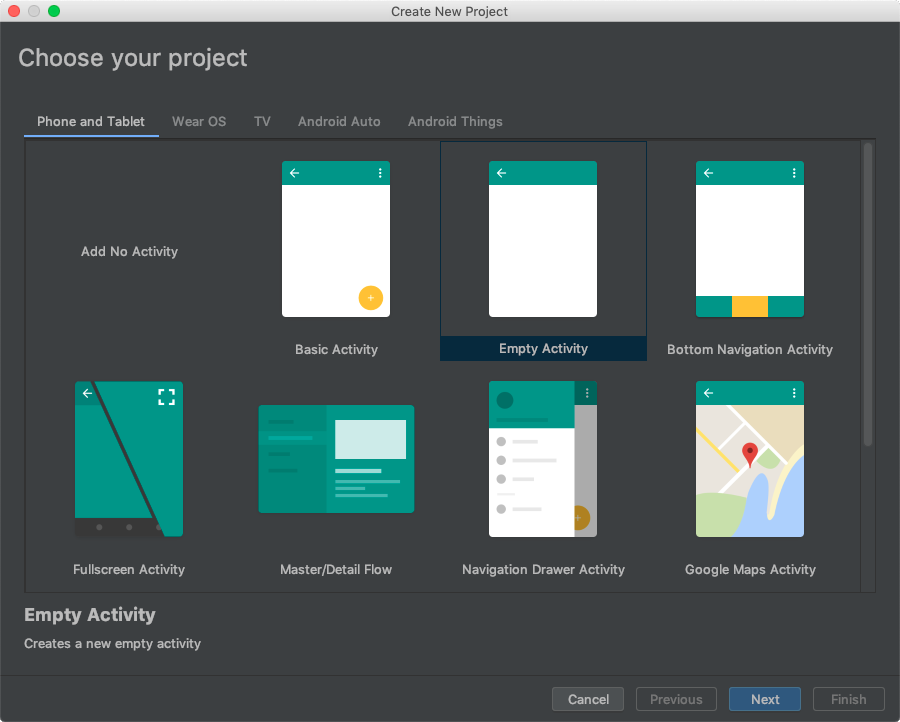 Create New Project
Choose your project
Phone and Tablet Wear OS TV Android Auto Android Things
Add No Activity
Basic Activity Empty Activity Bottom Navigation Activity
Fullscreen Activity Master/Detail Flow Navigation Drawer Activity Google Maps Activity
Empty Activity
Creates a new empty activity
Cancel Previous Next Finish